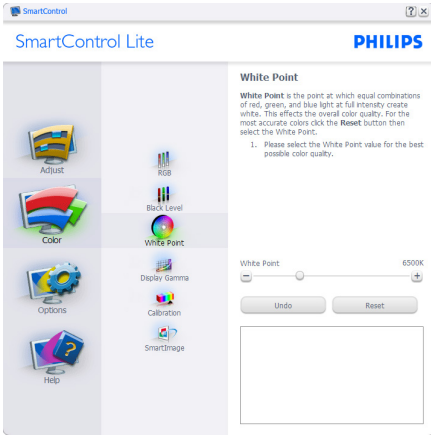 SmartControl
SmartControl Lite
PHILIPS
Adjust
Color
Options
Help
RGB
Black Level
White Point
Display Gamma
Calibration
SmartImage
White Point
White Point is the point at which equal combinations
of red, green, and blue light at full intensity create
white. This effects the overall color quality. For the
most accurate colors click the Reset button then
select the White Point.
1. Please select the White Point value for the best
possible color quality.
White Point 6500K
Undo Reset